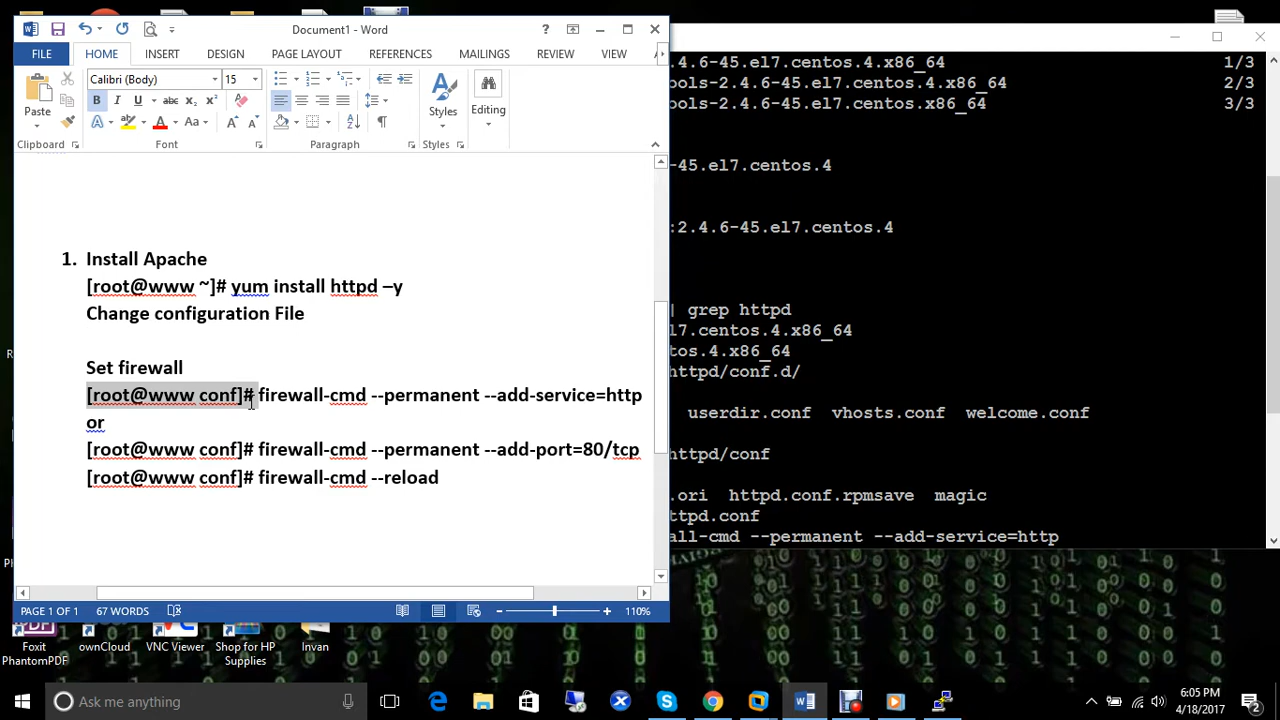 Document1 - Word
FILE HOME INSERT DESIGN PAGE LAYOUT REFERENCES MAILINGS REVIEW VIEW
Calibri (Body) 15
Paste
B I U abc x₂ x²
Styles
Editing
Clipboard Font Paragraph Styles
1. Install Apache
[root@www ~]# yum install httpd –y
Change configuration File
Set firewall
[root@www conf]# firewall-cmd --permanent --add-service=http
or
[root@www conf]# firewall-cmd --permanent --add-port=80/tcp
[root@www conf]# firewall-cmd --reload
PAGE 1 OF 1 67 WORDS 110%
2.4.6-45.el7.centos.4.x86_64 1/3
ools-2.4.6-45.el7.centos.4.x86_64 2/3
ools-2.4.6-45.el7.centos.x86_64 3/3
-45.el7.centos.4
:2.4.6-45.el7.centos.4
| grep httpd
l7.centos.4.x86_64
tos.4.x86_64
httpd/conf.d/
userdir.conf vhosts.conf welcome.conf
httpd/conf
.ori httpd.conf.rpmsave magic
ttpd.conf
all-cmd --permanent --add-service=http
Foxit PhantomPDF
ownCloud
VNC Viewer
Shop for HP Supplies
Invan
Ask me anything
6:05 PM
4/18/2017
2